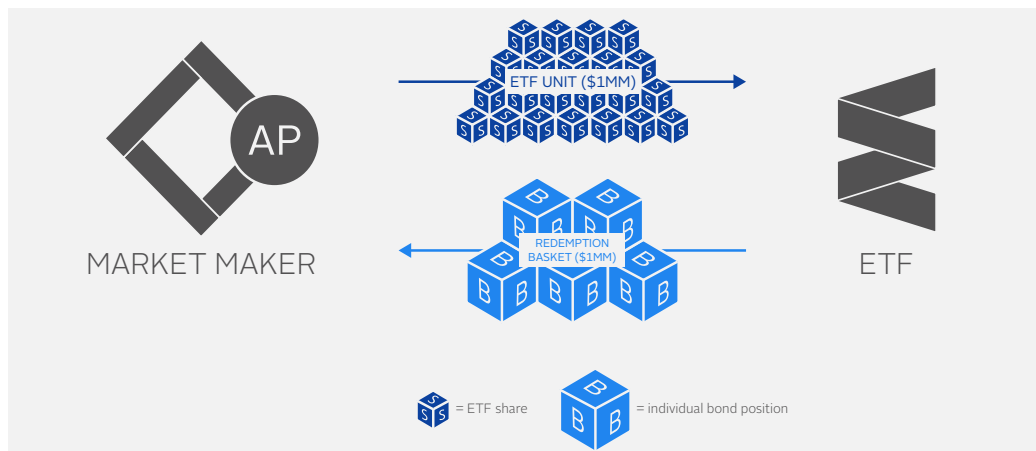 ETF UNIT ($1MM)
AP
REDEMPTION
BASKET ($1MM)
MARKET MAKER
ETF
= ETF share
= individual bond position
S
S S
B
B B